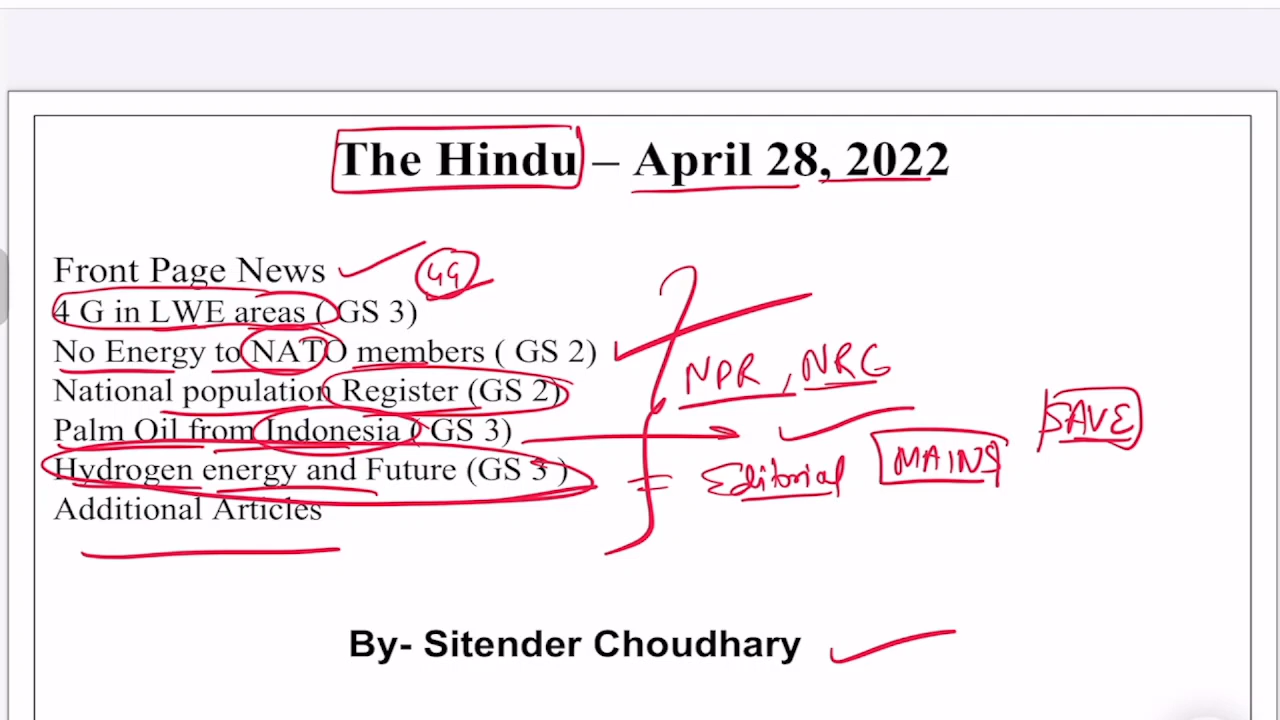 The Hindu – April 28, 2022
Front Page News
4G
4 G in LWE areas ( GS 3)
No Energy to NATO members ( GS 2)
NPR, NRC
National population Register (GS 2)
SAVE
Palm Oil from Indonesia ( GS 3)
Hydrogen energy and Future (GS 3 )
= Editorial MAINS
Additional Articles
By- Sitender Choudhary